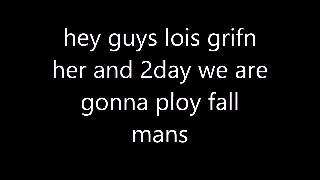 hey guys lois grifn
her and 2day we are
gonna ploy fall
mans